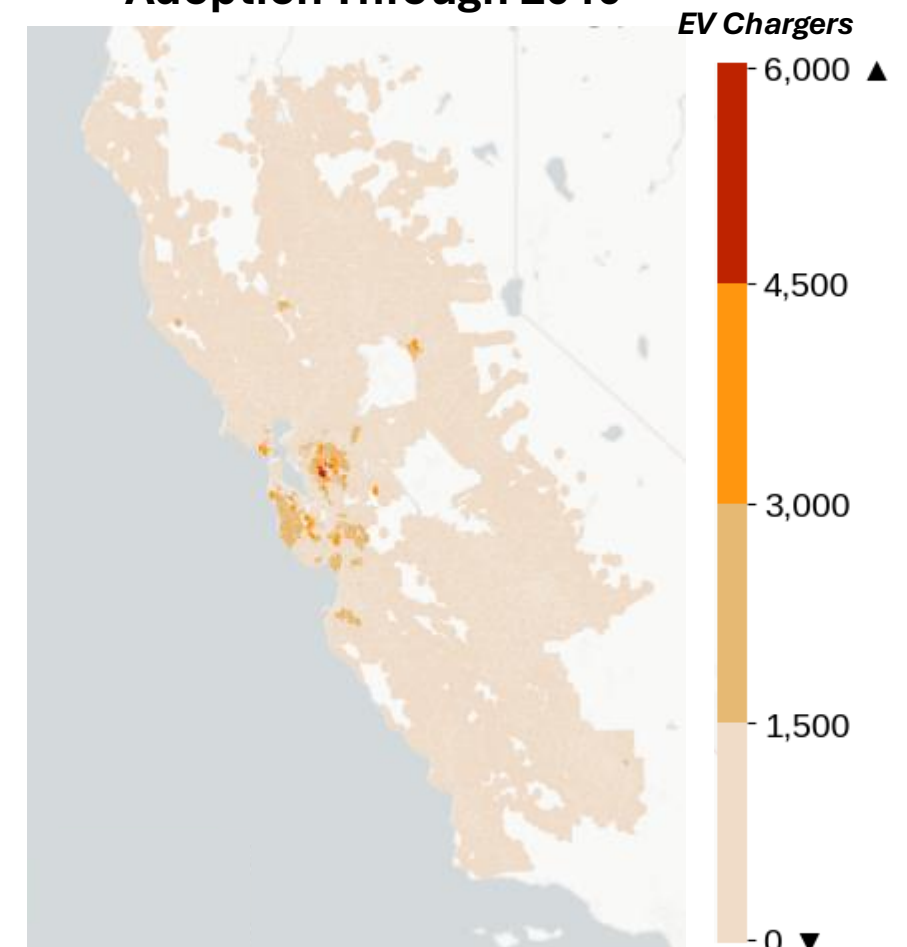 Adoption Through
EV Chargers
6,000 ▲
4,500
3,000
1,500
0 ▼